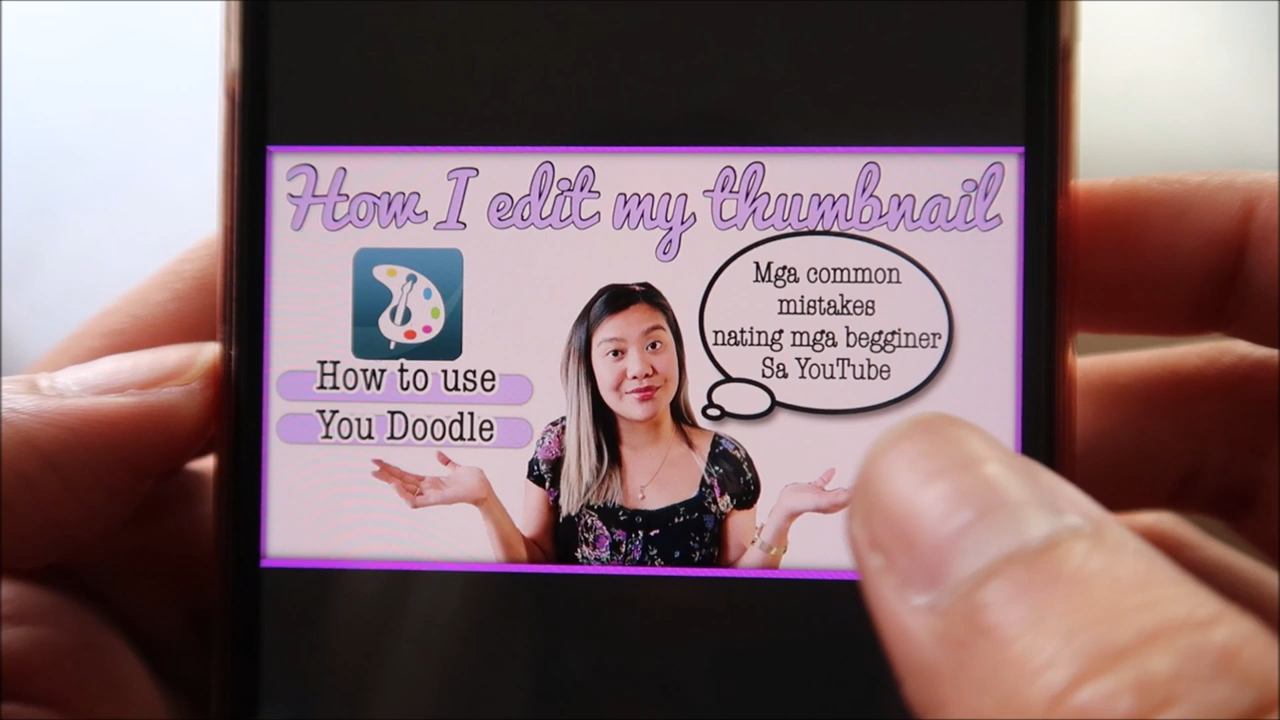 How I edit my thumbnail
How to use
You Doodle
Mga common
mistakes
nating mga begginer
Sa YouTube